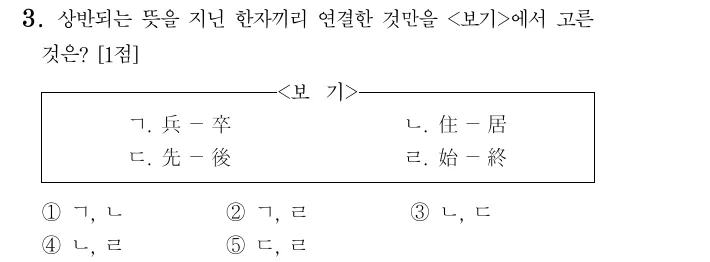 3. 상반되는 뜻을 지닌 한자끼리 연결한 것만을 <보기>에서 고른
것은? [1점]
<보 기>
ㄱ. 兵 - 卒 ㄴ. 住 - 居
ㄷ. 先 - 後 ㄹ. 始 - 終
① ㄱ, ㄴ ② ㄱ, ㄹ ③ ㄴ, ㄷ
④ ㄴ, ㄹ ⑤ ㄷ, ㄹ